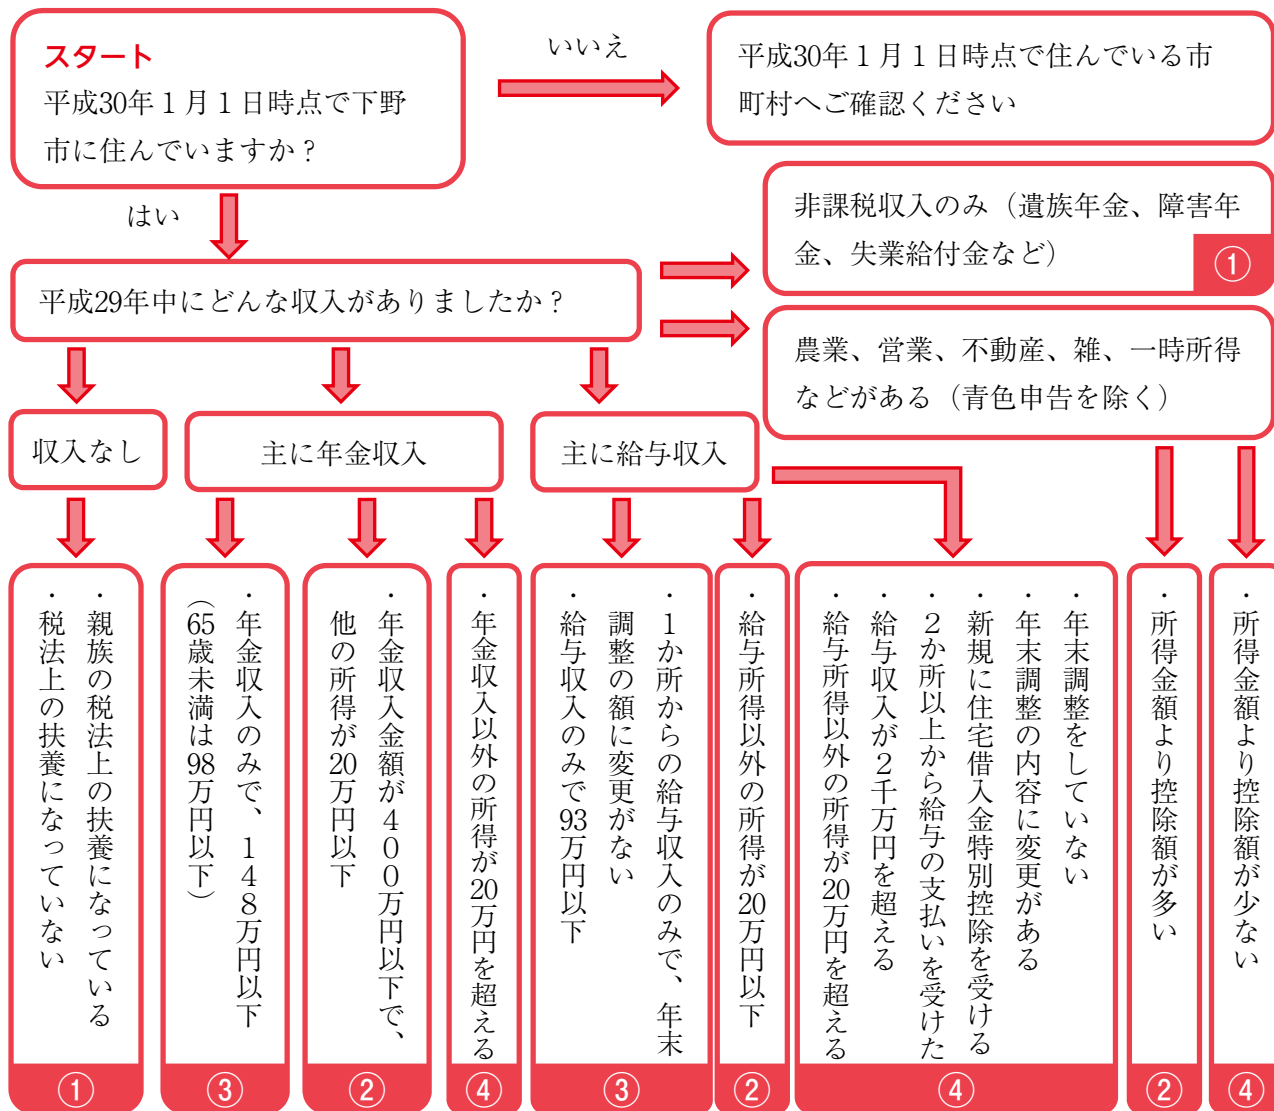 スタート
平成30年１月１日時点で下野
市に住んでいますか？
いいえ
平成30年１月１日時点で住んでいる市
町村へご確認ください
はい
平成29年中にどんな収入がありましたか？
非課税収入のみ（遺族年金、障害年
金、失業給付金など）
①
農業、営業、不動産、雑、一時所得
などがある（青色申告を除く）
収入なし
主に年金収入
主に給与収入
・親族の税法上の扶養になっている
・税法上の扶養になっていない
①
・年金収入のみで、148万円以下
（65歳未満は98万円以下）
③
・年金収入金額が４００万円以下で、
他の所得が20万円以下
②
・年金収入以外の所得が20万円を超える
④
・１か所からの給与収入のみで、年末
調整の額に変更がない
・給与収入のみで93万円以下
③
・給与所得以外の所得が20万円以下
②
・年末調整をしていない
・年末調整の内容に変更がある
・新規に住宅借入金特別控除を受ける
・２か所以上から給与の支払いを受けた
・給与収入が２千万円を超える
・給与所得以外の所得が20万円を超える
④
・所得金額より控除額が多い
②
・所得金額より控除額が少ない
④